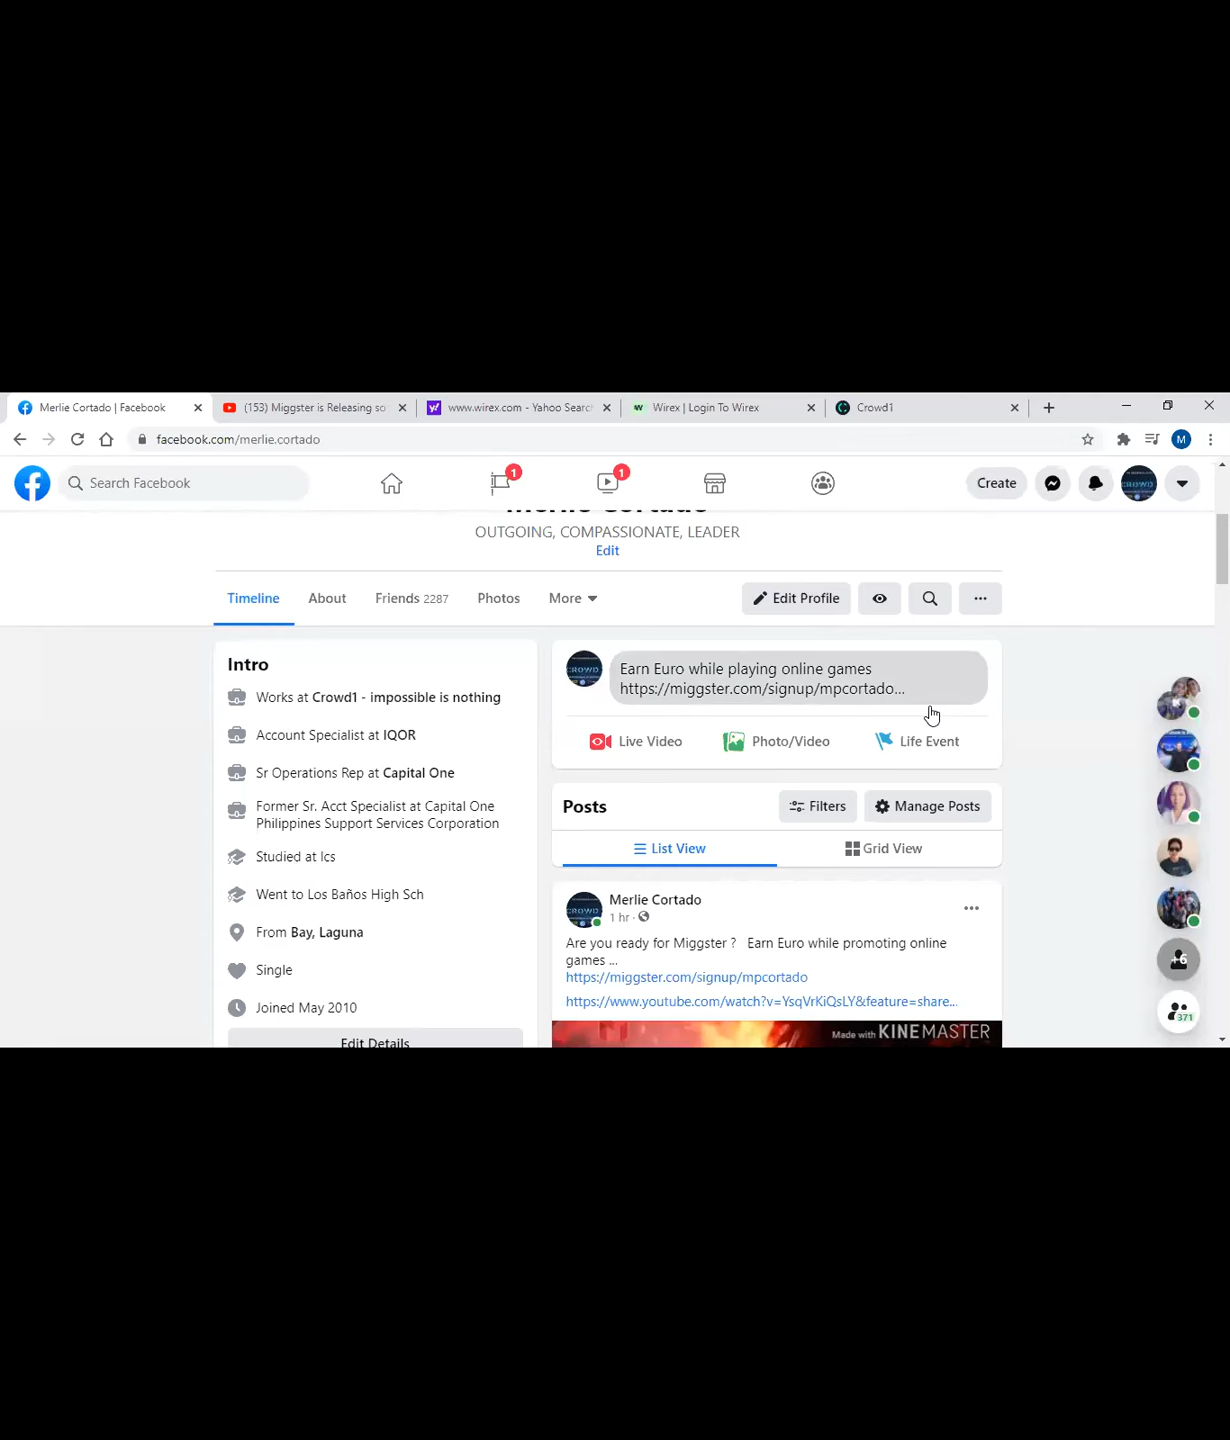 Merlie Cortado | Facebook
(153) Miggster is Releasing so
www.wirex.com - Yahoo Searc
Wirex | Login To Wirex
Crowd1
facebook.com/merlie.cortado
M
Search Facebook
1
1
Create
CROWD
Merlie Cortado
OUTGOING, COMPASSIONATE, LEADER
Edit
Timeline
About
Friends 2287
Photos
More
Edit Profile
Intro
Works at Crowd1 - impossible is nothing
Account Specialist at IQOR
Sr Operations Rep at Capital One
Former Sr. Acct Specialist at Capital One
Philippines Support Services Corporation
Studied at Ics
Went to Los Baños High Sch
From Bay, Laguna
Single
Joined May 2010
Edit Details
CROWD
Earn Euro while playing online games
https://miggster.com/signup/mpcortado...
Live Video
Photo/Video
Life Event
Posts
Filters
Manage Posts
List View
Grid View
CROWD
Merlie Cortado
1 hr ·
Are you ready for Miggster ? Earn Euro while promoting online
games ...
https://miggster.com/signup/mpcortado
https://www.youtube.com/watch?v=YsqVrKiQsLY&feature=share...
Made with KINEMASTER
+6
371